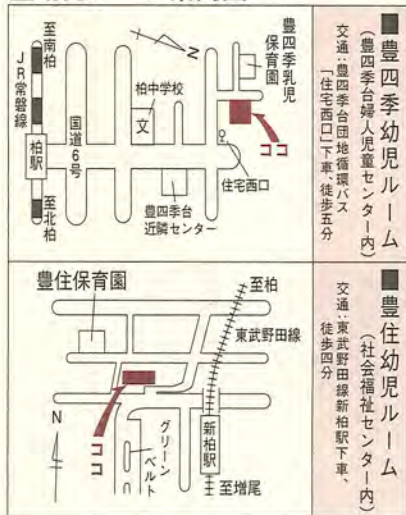 ■豊四季幼児ルーム
(豊四季台婦人児童センター内)
交通:豊四季台団地循環バス
「住宅西口」下車、徒歩五分
豊四季乳児
保育園
至南柏
JR常磐線
柏駅
至北柏
国道6号
柏中学校
文
ココ
住宅西口
豊四季台
近隣センター
■豊住幼児ルーム
(社会福祉センター内)
交通:東武野田線新柏駅下車、
徒歩四分
豊住保育園
至柏
東武野田線
N
ココ
グリーン
ベルト
新柏駅
至増尾